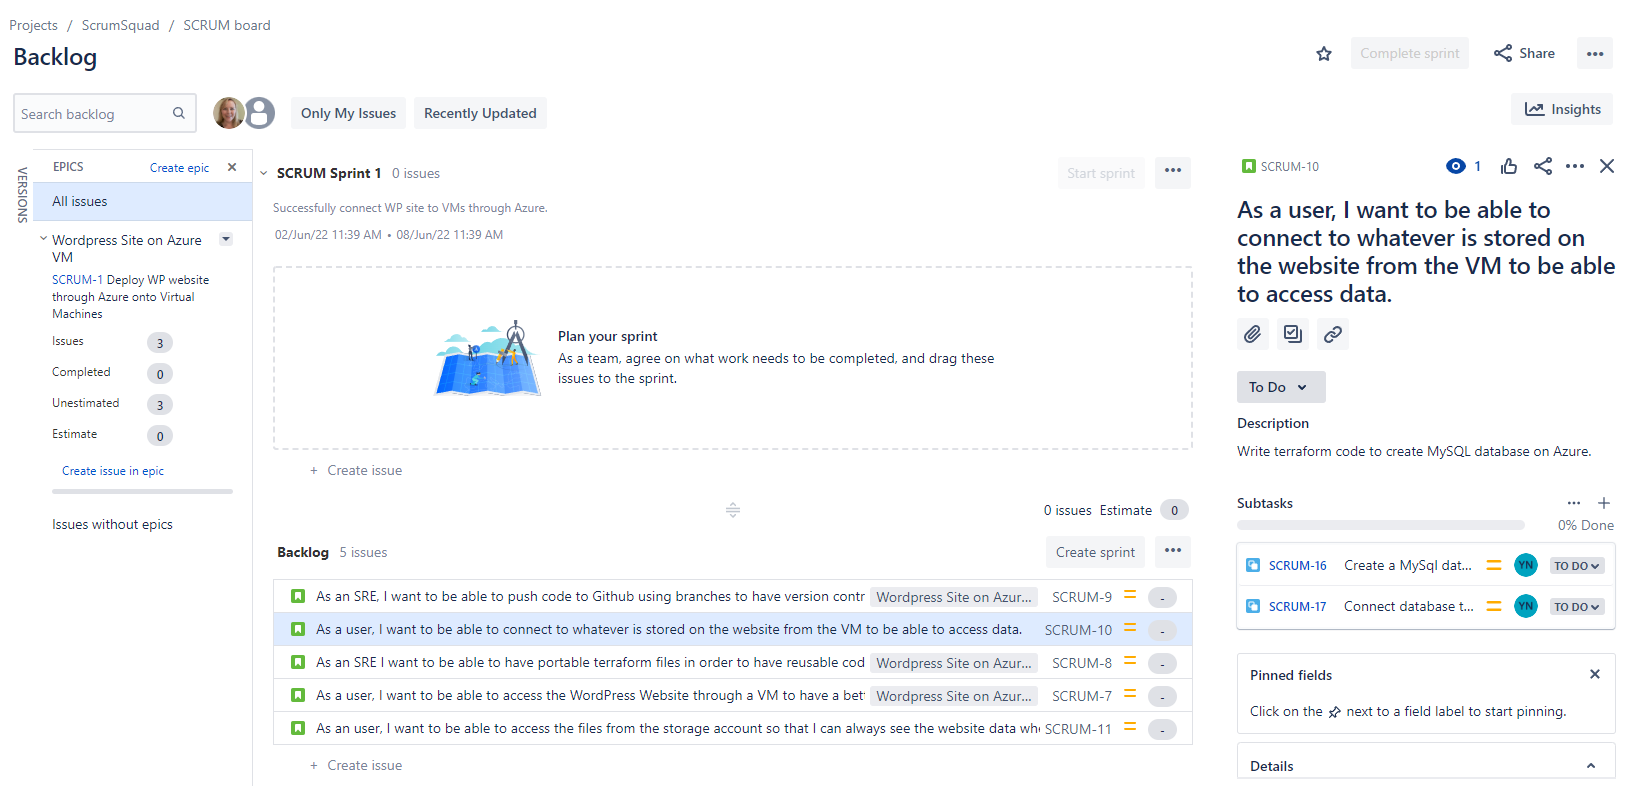 Projects / ScrumSquad / SCRUM board
Backlog
Complete sprint
Share
Search backlog
Only My Issues
Recently Updated
Insights
VERSIONS
EPICS
Create epic
All issues
Wordpress Site on Azure
VM
SCRUM-1 Deploy WP website
through Azure onto Virtual
Machines
Issues 3
Completed 0
Unestimated 3
Estimate 0
Create issue in epic
Issues without epics
SCRUM Sprint 1 0 issues
Start sprint
Successfully connect WP site to VMs through Azure.
02/Jun/22 11:39 AM • 08/Jun/22 11:39 AM
Plan your sprint
As a team, agree on what work needs to be completed, and drag these
issues to the sprint.
+ Create issue
0 issues Estimate 0
Backlog 5 issues
Create sprint
As an SRE, I want to be able to push code to Github using branches to have version contr Wordpress Site on Azur... SCRUM-9 -
As a user, I want to be able to connect to whatever is stored on the website from the VM to be able to access data. SCRUM-10 -
As an SRE I want to be able to have portable terraform files in order to have reusable cod Wordpress Site on Azur... SCRUM-8 -
As a user, I want to be able to access the WordPress Website through a VM to have a bet Wordpress Site on Azur... SCRUM-7 -
As an user, I want to be able to access the files from the storage account so that I can always see the website data whe SCRUM-11 -
+ Create issue
SCRUM-10
1
As a user, I want to be able to
connect to whatever is stored on
the website from the VM to be able
to access data.
To Do
Description
Write terraform code to create MySQL database on Azure.
Subtasks
0% Done
SCRUM-16 Create a MySql dat... YN TO DO
SCRUM-17 Connect database t... YN TO DO
Pinned fields
Click on the next to a field label to start pinning.
Details